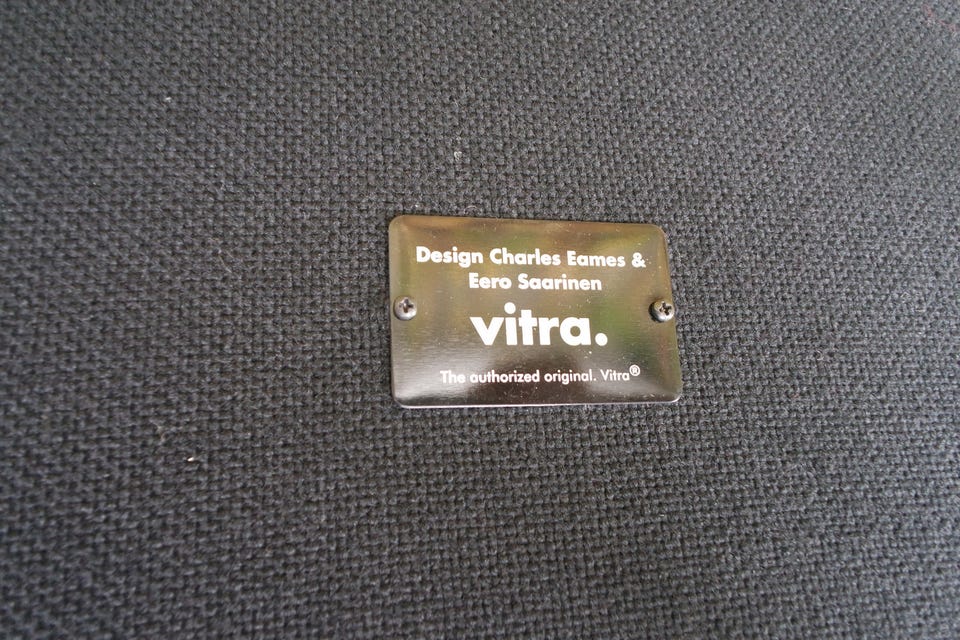 Design Charles Eames &
Eero Saarinen
vitra.
The authorized original. Vitra®